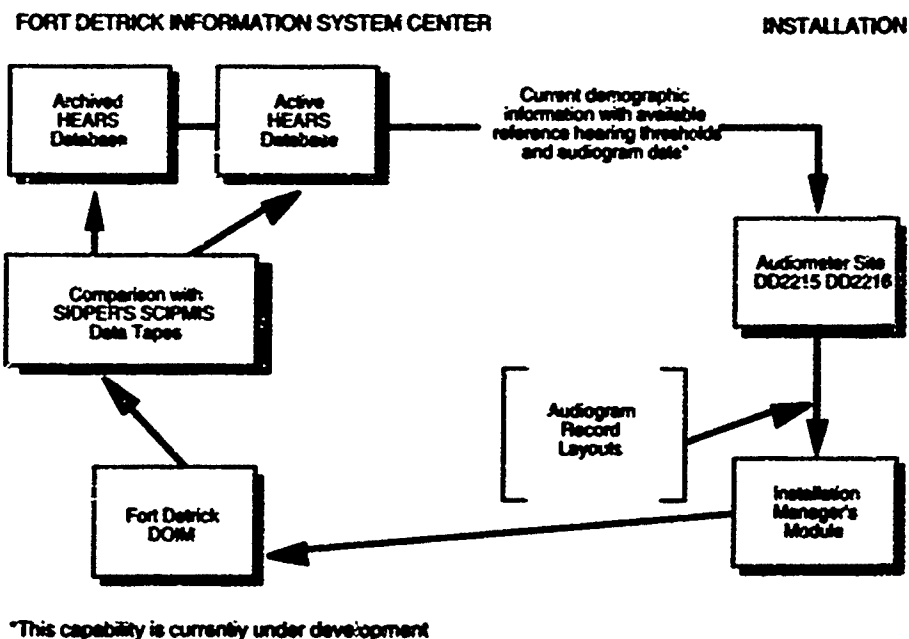 FORT DETRICK INFORMATION SYSTEM CENTER
INSTALLATION
Archived
HEARS
Database
Active
HEARS
Database
Current demographic
information with available
reference hearing thresholds
and audiogram date*
Audiometer Site
DD2215 DD2216
Comparison with
SIDPER'S SCIPMIS
Data Tapes
Audiogram
Record
Layouts
Installation
Manager's
Module
Fort Detrick
DOIM
*This capability is currently under development